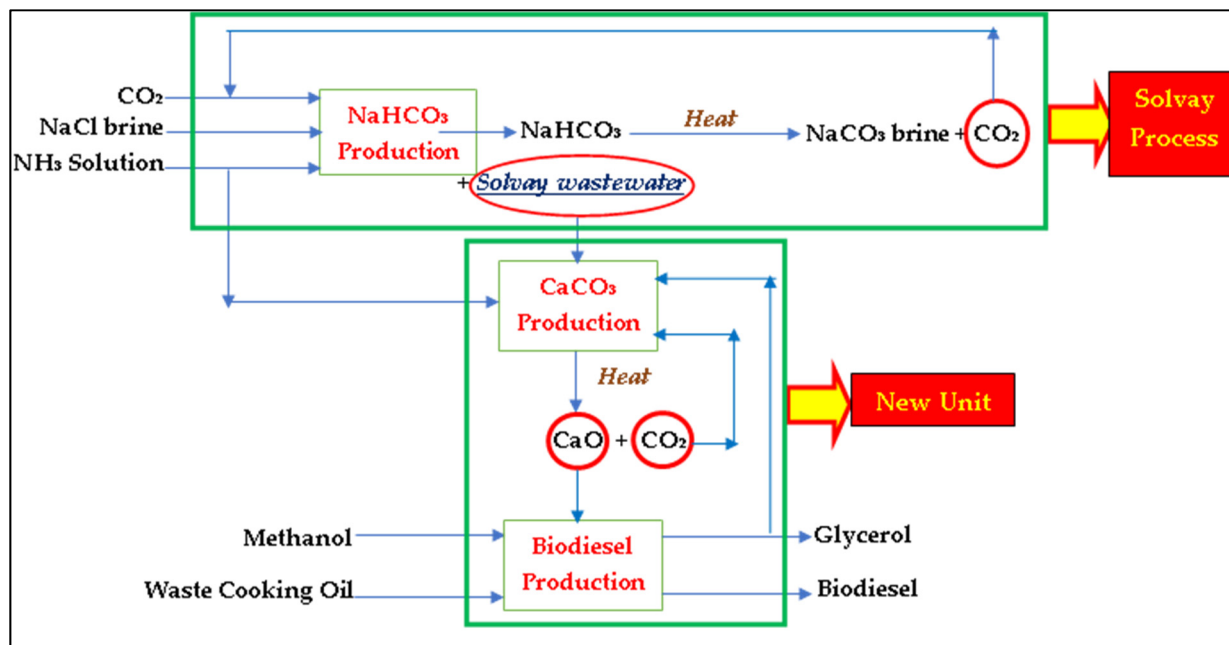 CO₂
NaCl brine
NH₃ Solution
NaHCO₃
Production
NaHCO₃
Heat
NaCO₃ brine + CO₂
+ Solvay wastewater
Solvay
Process
CaCO₃
Production
Heat
CaO + CO₂
New Unit
Methanol
Waste Cooking Oil
Biodiesel
Production
Glycerol
Biodiesel